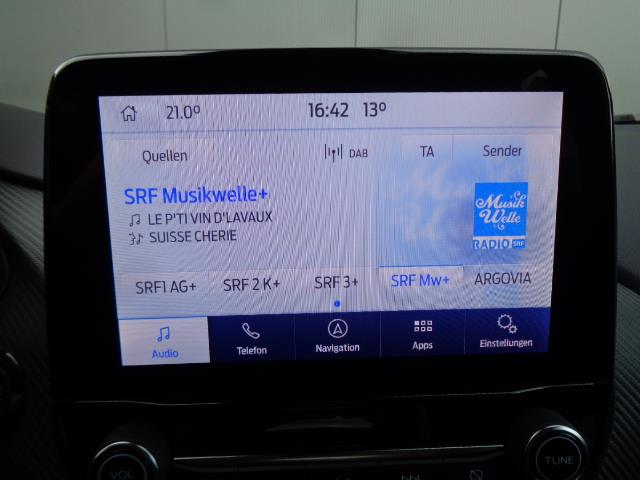 21.0° 16:42 13°
Quellen DAB TA Sender
SRF Musikwelle+
LE P'TI VIN D'LAVAUX
SUISSE CHERIE
Musik
Welle
RADIO SRF
SRF1 AG+ SRF 2 K+ SRF 3+ SRF Mw+ ARGOVIA
Audio Telefon Navigation Apps Einstellungen
VOL TUNE